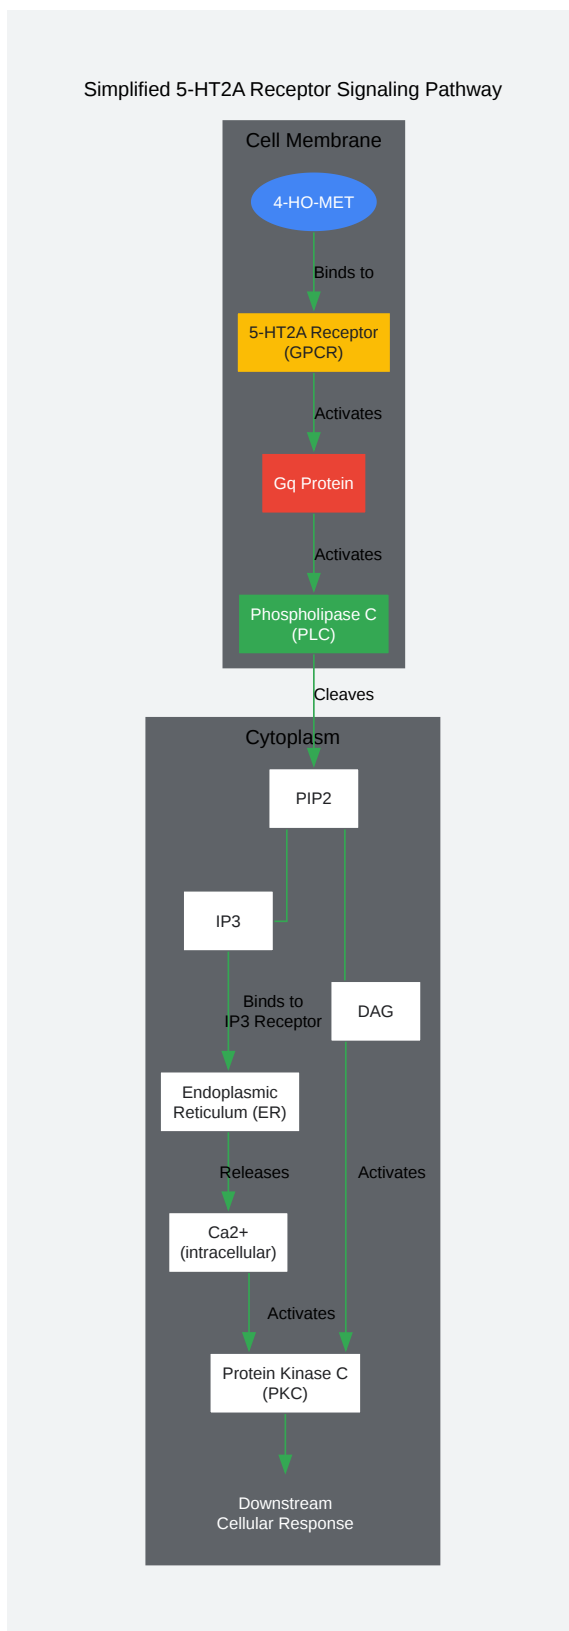 Simplified 5-HT2A Receptor Signaling Pathway
Cell Membrane
4-HO-MET
Binds to
5-HT2A Receptor
(GPCR)
Activates
Gq Protein
Activates
Phospholipase C
(PLC)
Cleaves
Cytoplasm
PIP2
IP3
Binds to
IP3 Receptor
DAG
Endoplasmic
Reticulum (ER)
Releases
Activates
Ca2+
(intracellular)
Activates
Protein Kinase C
(PKC)
Downstream
Cellular Response